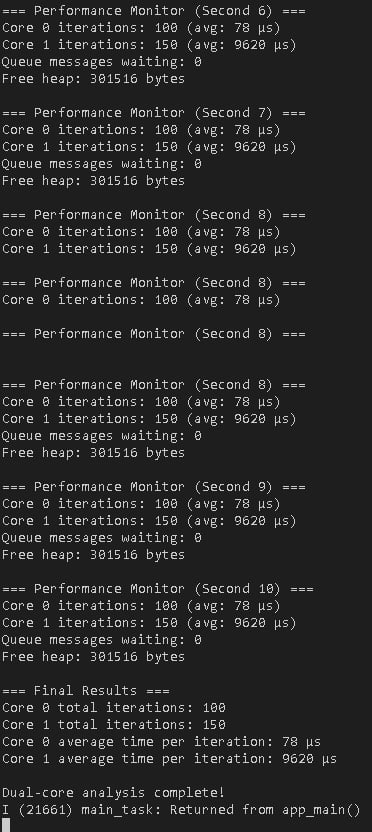 === Performance Monitor (Second 6) ===
Core 0 iterations: 100 (avg: 78 µs)
Core 1 iterations: 150 (avg: 9620 µs)
Queue messages waiting: 0
Free heap: 301516 bytes
=== Performance Monitor (Second 7) ===
Core 0 iterations: 100 (avg: 78 µs)
Core 1 iterations: 150 (avg: 9620 µs)
Queue messages waiting: 0
Free heap: 301516 bytes
=== Performance Monitor (Second 8) ===
Core 0 iterations: 100 (avg: 78 µs)
Core 1 iterations: 150 (avg: 9620 µs)
=== Performance Monitor (Second 8) ===
Core 0 iterations: 100 (avg: 78 µs)
=== Performance Monitor (Second 8) ===
=== Performance Monitor (Second 8) ===
Core 0 iterations: 100 (avg: 78 µs)
Core 1 iterations: 150 (avg: 9620 µs)
Queue messages waiting: 0
Free heap: 301516 bytes
=== Performance Monitor (Second 9) ===
Core 0 iterations: 100 (avg: 78 µs)
Core 1 iterations: 150 (avg: 9620 µs)
Queue messages waiting: 0
Free heap: 301516 bytes
=== Performance Monitor (Second 10) ===
Core 0 iterations: 100 (avg: 78 µs)
Core 1 iterations: 150 (avg: 9620 µs)
Queue messages waiting: 0
Free heap: 301516 bytes
=== Final Results ===
Core 0 total iterations: 100
Core 1 total iterations: 150
Core 0 average time per iteration: 78 µs
Core 1 average time per iteration: 9620 µs
Dual-core analysis complete!
I (21661) main_task: Returned from app_main()